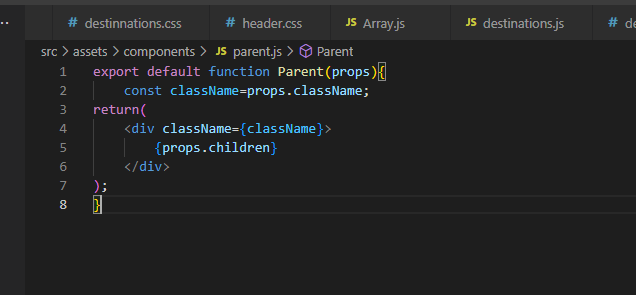 destinnations.css header.css JS Array.js JS destinations.js de
src > assets > components > JS parent.js > Parent
1 export default function Parent(props){
2 const className=props.className;
3 return(
4 <div className={className}>
5 {props.children}
6 </div>
7 );
8 }